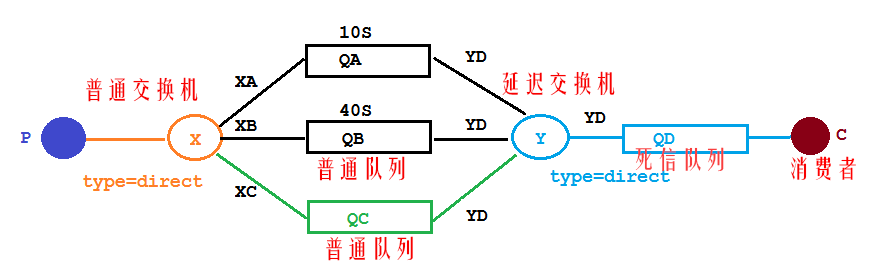 10S
QA
XA
YD
普通交换机
延迟交换机
P
X
XB
40S
QB
YD
Y
YD
QD
C
普通队列
死信队列
消费者
type=direct
type=direct
XC
QC
YD
普通队列